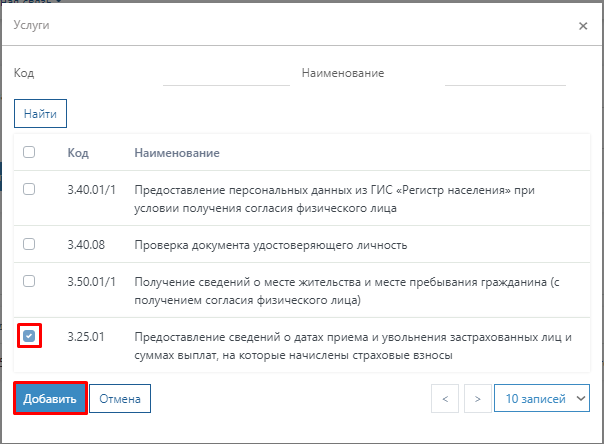 Услуги
×
Код
Наименование
Найти
Код Наименование
3.40.01/1 Предоставление персональных данных из ГИС «Регистр населения» при
условии получения согласия физического лица
3.40.08 Проверка документа удостоверяющего личность
3.50.01/1 Получение сведений о месте жительства и месте пребывания гражданина (с
получением согласия физического лица)
3.25.01 Предоставление сведений о датах приема и увольнения застрахованных лиц и
суммах выплат, на которые начислены страховые взносы
Добавить Отмена < > 10 записей